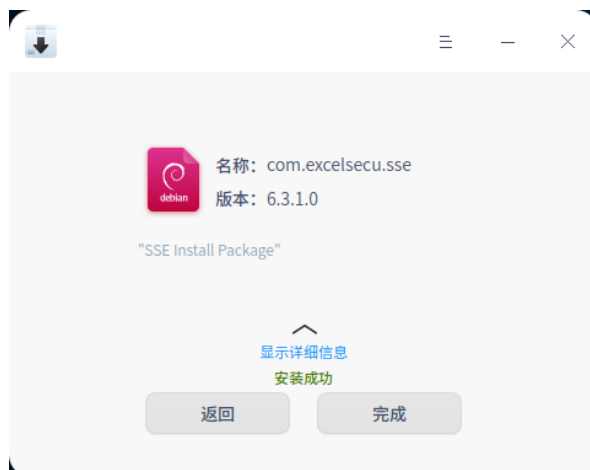 名称：com.excelsecu.sse
debian
版本：6.3.1.0
"SSE Install Package"
显示详细信息
安装成功
返回 完成